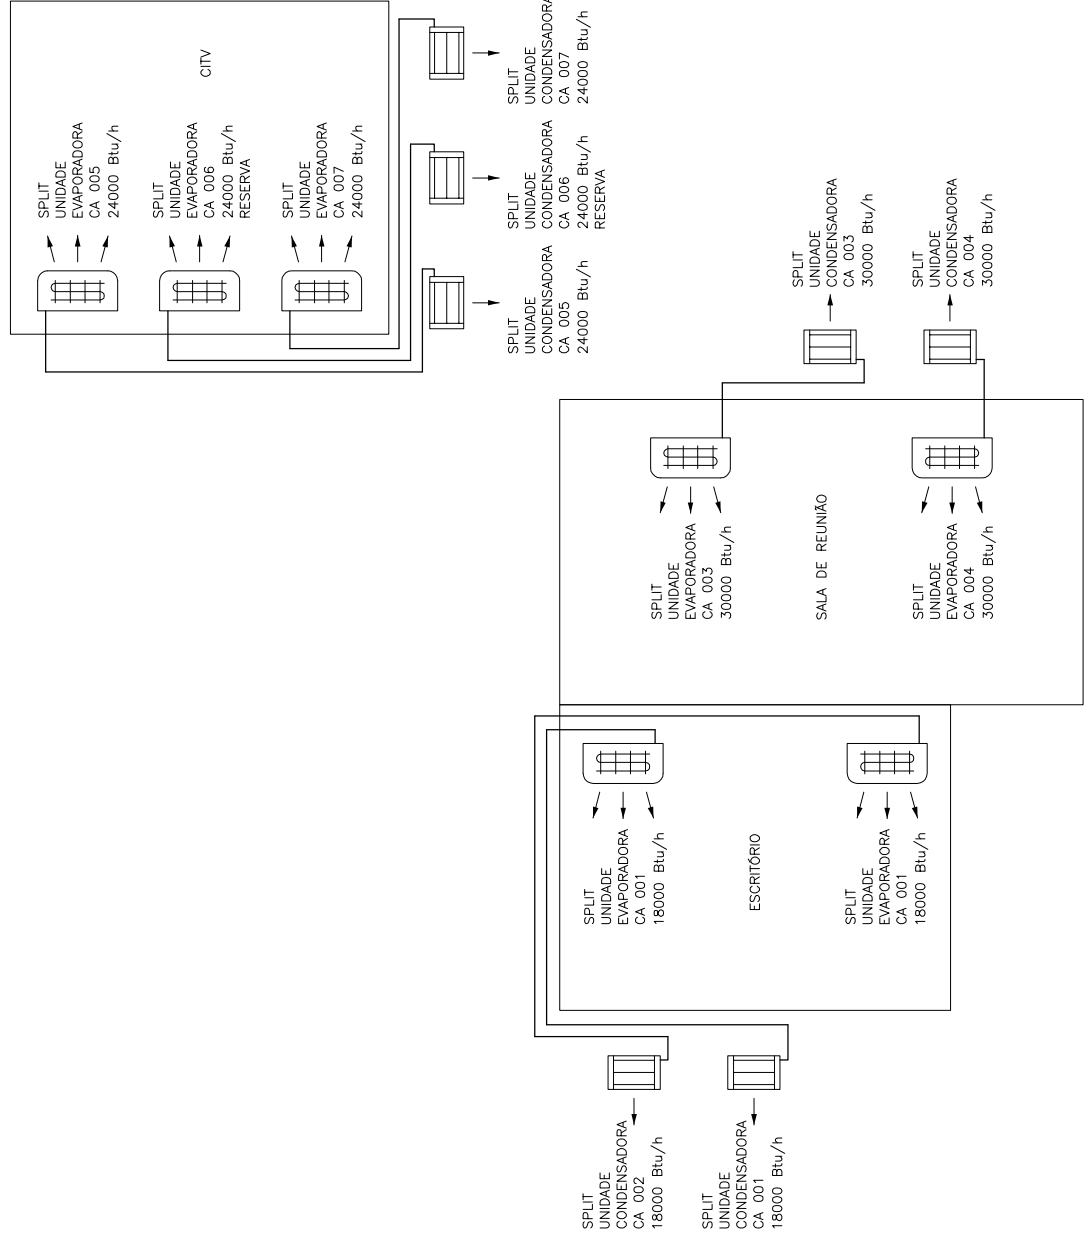 CITV
SPLIT
UNIDADE
EVAPORADORA
CA 005
24000 Btu/h
SPLIT
UNIDADE
EVAPORADORA
CA 006
24000 Btu/h
RESERVA
SPLIT
UNIDADE
EVAPORADORA
CA 007
24000 Btu/h
SPLIT
UNIDADE
CONDENSADORA
CA 007
24000 Btu/h
SPLIT
UNIDADE
CONDENSADORA
CA 006
24000 Btu/h
RESERVA
SPLIT
UNIDADE
CONDENSADORA
CA 005
24000 Btu/h
SPLIT
UNIDADE
CONDENSADORA
CA 003
30000 Btu/h
SPLIT
UNIDADE
CONDENSADORA
CA 004
30000 Btu/h
SPLIT
UNIDADE
EVAPORADORA
CA 003
30000 Btu/h
SALA DE REUNIÃO
SPLIT
UNIDADE
EVAPORADORA
CA 004
30000 Btu/h
SPLIT
UNIDADE
EVAPORADORA
CA 001
18000 Btu/h
ESCRITÓRIO
SPLIT
UNIDADE
EVAPORADORA
CA 001
18000 Btu/h
SPLIT
UNIDADE
CONDENSADORA
CA 002
18000 Btu/h
SPLIT
UNIDADE
CONDENSADORA
CA 001
18000 Btu/h